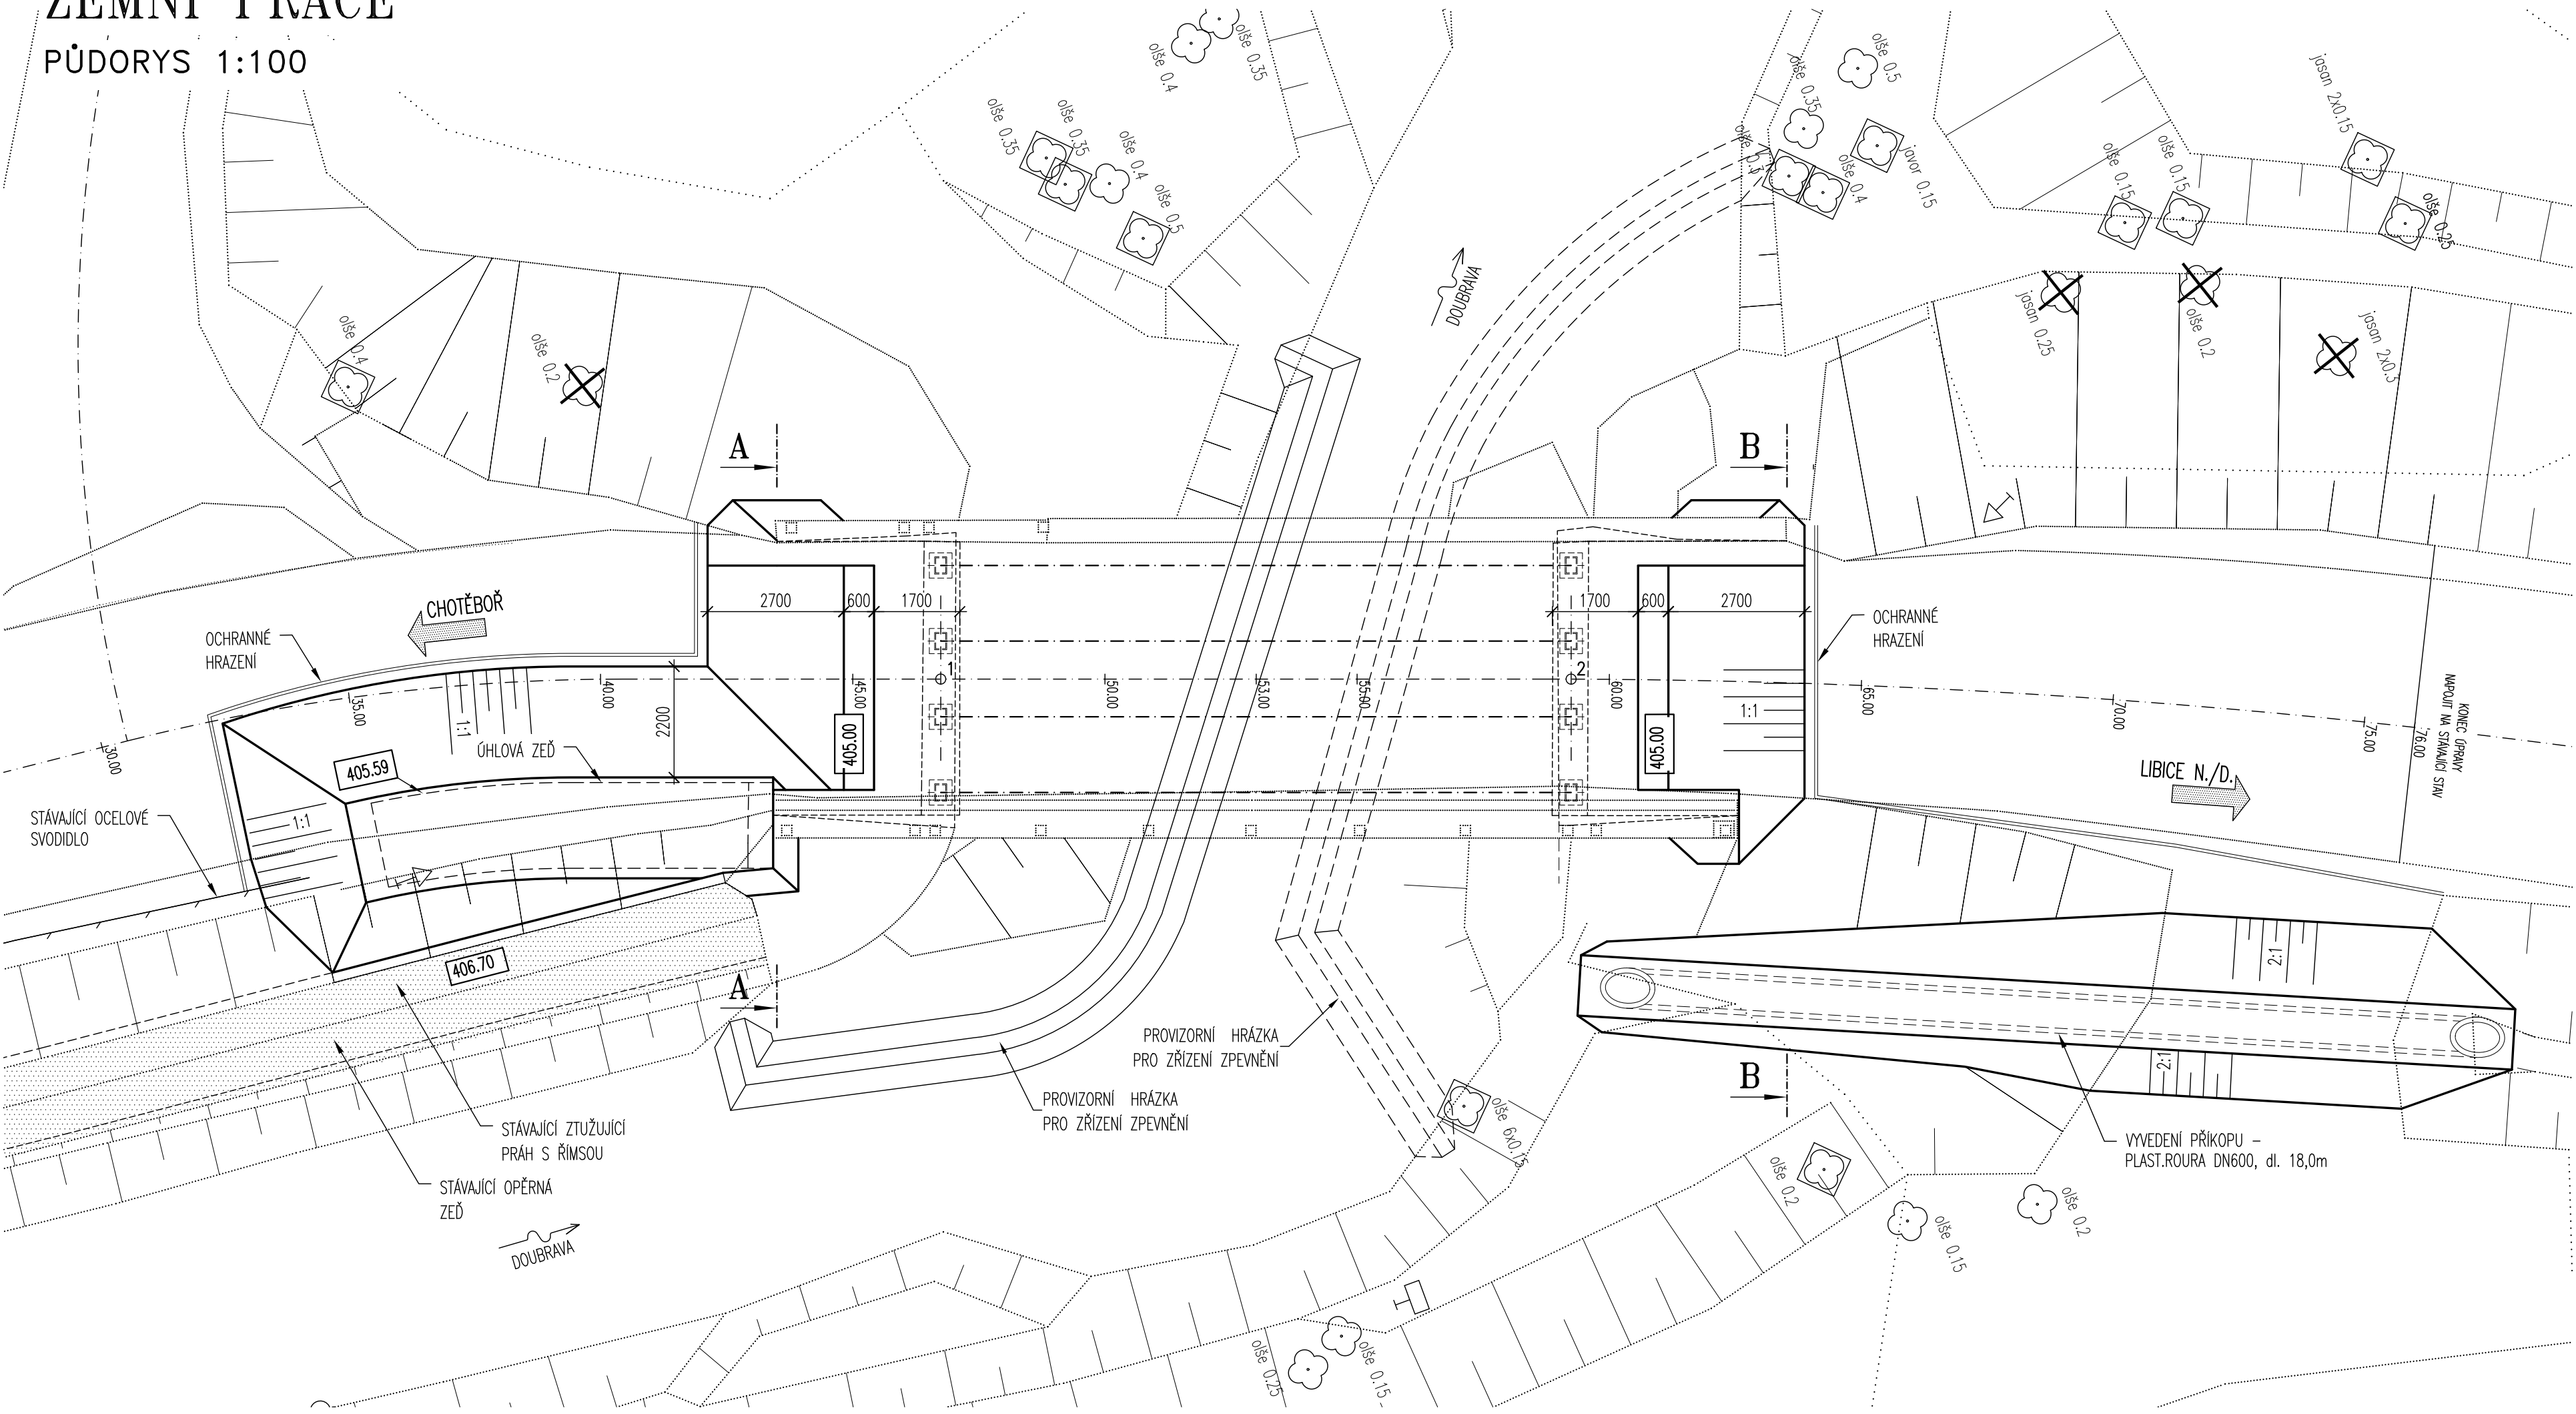 ZEMNÍ PRÁCE
PŮDORYS 1:100
olše 0.4
olše 0.35
olše 0.35
olše 0.35
olše 0.4
olše 0.5
olše 0.5
olše 0.35
olše 0.4
javor 0.15
jasan 2x0.15
olše 0.15
olše 0.15
olše 0.25
DOUBRAVA
jasan 0.25
olše 0.2
jasan 2x0.3
olše 0.4
olše 0.2
A
B
CHOTĚBOŘ
2700
600
1700
1700
600
2700
OCHRANNÉ
HRAZENÍ
OCHRANNÉ
HRAZENÍ
1
2
30.00
35.00
40.00
45.00
50.00
53.00
55.00
60.00
65.00
70.00
75.00
76.00
KONEC ÚPRAVY
NAPOJIT NA STÁVAJÍCÍ STAV
1:1
2200
405.00
405.00
1:1
ÚHLOVÁ ZEĎ
405.59
LIBICE N./D.
STÁVAJÍCÍ OCELOVÉ
SVODIDLO
1:1
406.70
2:1
A
PROVIZORNÍ HRÁZKA
PRO ZŘÍZENÍ ZPEVNĚNÍ
2:1
B
PROVIZORNÍ HRÁZKA
PRO ZŘÍZENÍ ZPEVNĚNÍ
olše 6x0.15
STÁVAJÍCÍ ZTUŽUJÍCÍ
PRÁH S ŘÍMSOU
VYVEDENÍ PŘÍKOPU –
PLAST.ROURA DN600, dl. 18,0m
STÁVAJÍCÍ OPĚRNÁ
ZEĎ
olše 0.2
olše 0.15
olše 0.2
DOUBRAVA
olše 0.25
olše 0.15